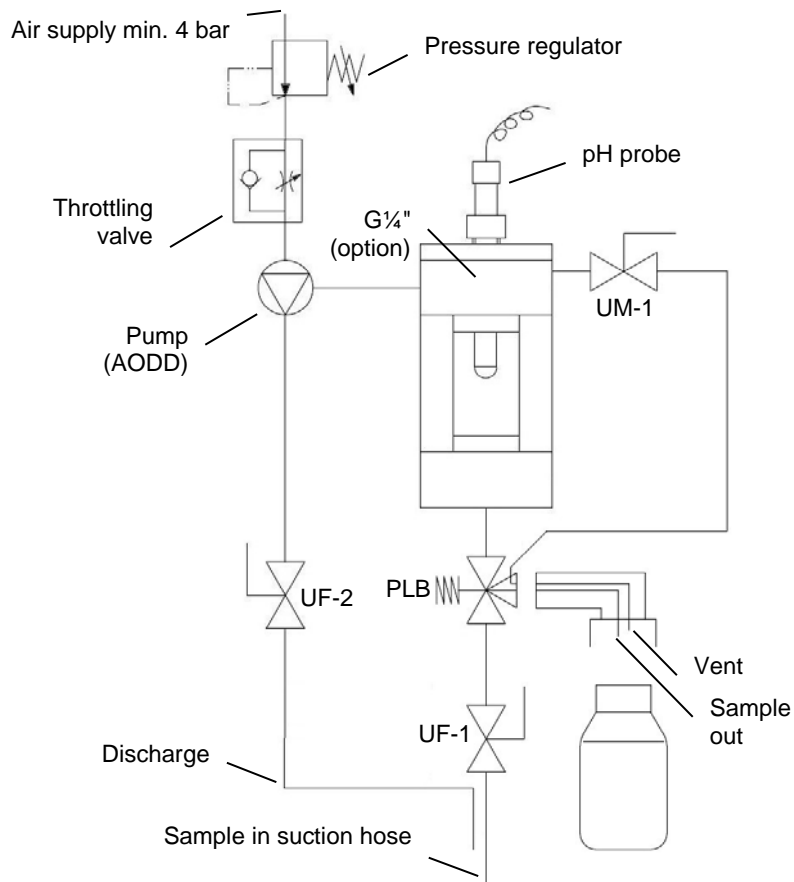 Air supply min. 4 bar
Pressure regulator
pH probe
Throttling
valve
G¼"
(option)
UM-1
Pump
(AODD)
PLB
UF-2
Vent
Sample
out
UF-1
Discharge
Sample in suction hose